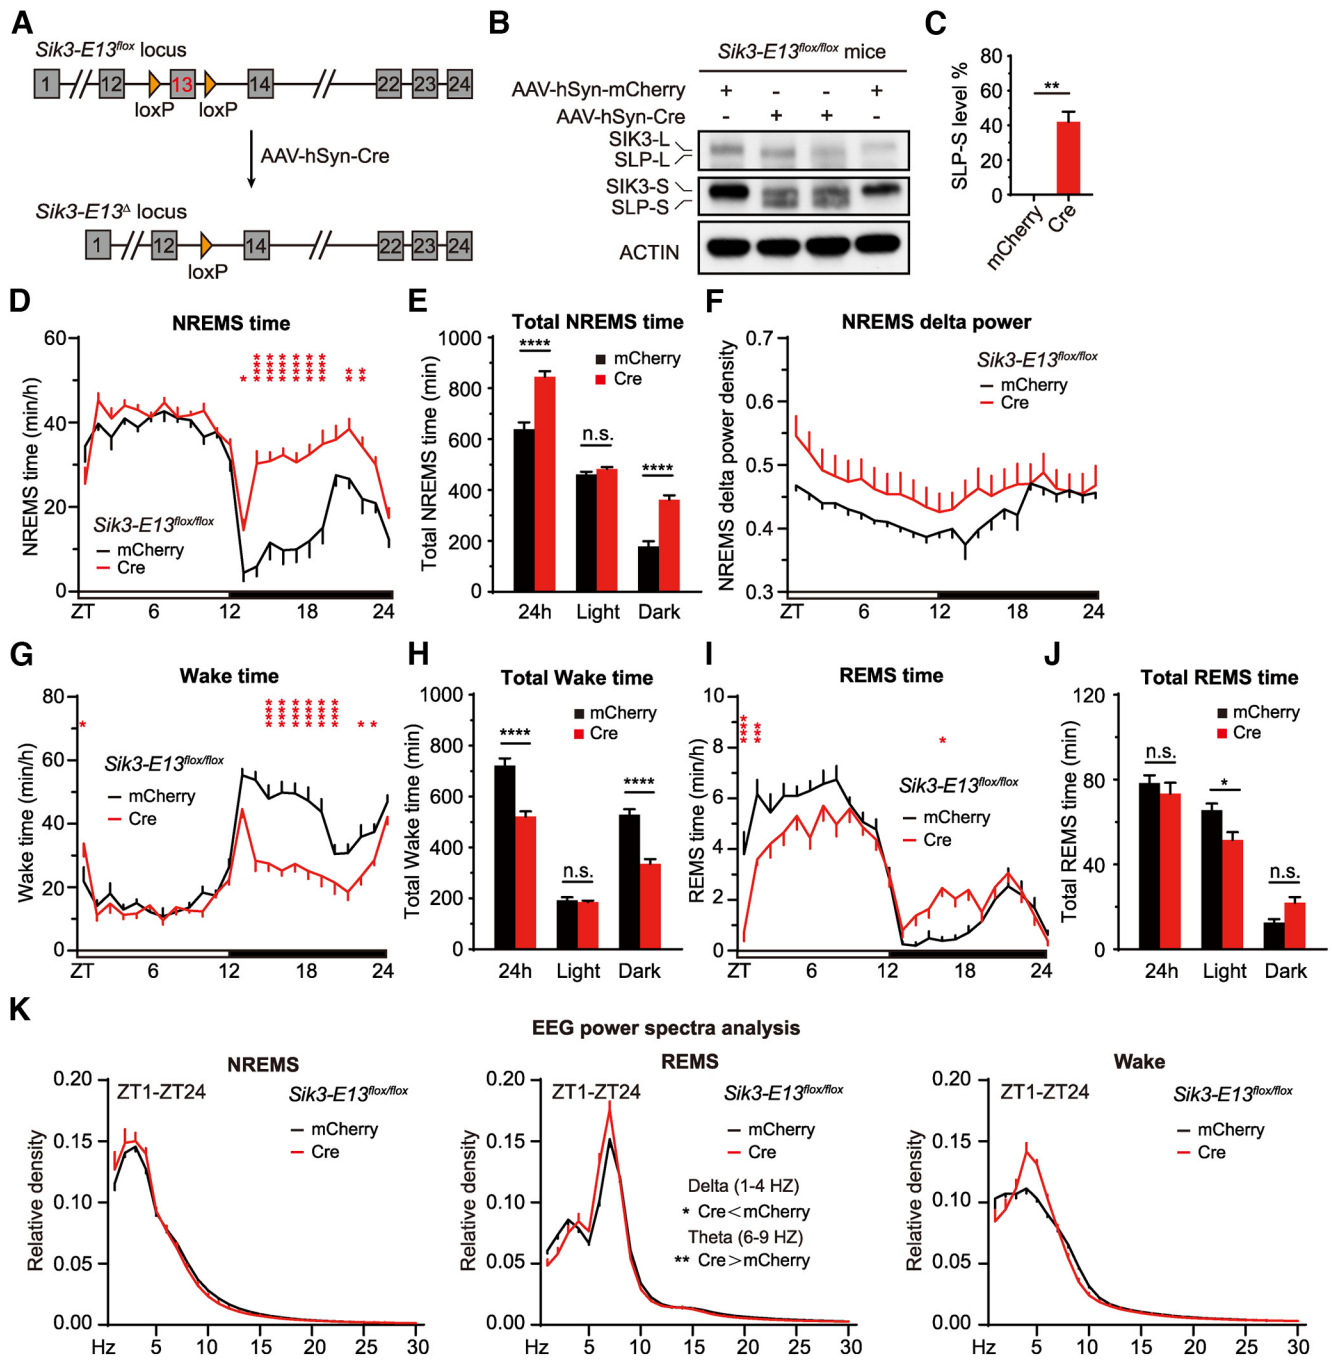 A
Sik3-E13flox locus
1 12 13 14 22 23 24
loxP loxP
AAV-hSyn-Cre
Sik3-E13Δ locus
1 12 14 22 23 24
loxP
B
Sik3-E13flox/flox mice
AAV-hSyn-mCherry + - - +
AAV-hSyn-Cre - + + -
SIK3-L
SLP-L
SIK3-S
SLP-S
ACTIN
C
SLP-S level %
80
60
40
20
0
**
mCherry
Cre
D
NREMS time
NREMS time (min/h)
60
40
20
0
Sik3-E13flox/flox
mCherry
Cre
ZT 6 12 18 24
E
Total NREMS time
Total NREMS time (min)
1000
800
600
400
200
0
mCherry
Cre
****
n.s.
****
24h Light Dark
F
NREMS delta power
NREMS delta power density
0.7
0.6
0.5
0.4
0.3
Sik3-E13flox/flox
mCherry
Cre
ZT 6 12 18 24
G
Wake time
Wake time (min/h)
80
60
40
20
0
Sik3-E13flox/flox
mCherry
Cre
ZT 6 12 18 24
H
Total Wake time
Total Wake time (min)
1000
800
600
400
200
0
mCherry
Cre
****
n.s.
****
24h Light Dark
I
REMS time
REMS time (min/h)
10
8
6
4
2
0
Sik3-E13flox/flox
mCherry
Cre
ZT 6 12 18 24
J
Total REMS time
Total REMS time (min)
120
80
40
0
mCherry
Cre
n.s.
*
n.s.
24h Light Dark
K
EEG power spectra analysis
NREMS
Relative density
0.20
0.15
0.10
0.05
0.00
ZT1-ZT24
Sik3-E13flox/flox
mCherry
Cre
Hz 5 10 15 20 25 30
REMS
Relative density
0.20
0.15
0.10
0.05
0.00
ZT1-ZT24
Sik3-E13flox/flox
mCherry
Cre
Delta (1-4 HZ)
* Cre<mCherry
Theta (6-9 HZ)
** Cre>mCherry
Hz 5 10 15 20 25 30
Wake
Relative density
0.20
0.15
0.10
0.05
0.00
ZT1-ZT24
Sik3-E13flox/flox
mCherry
Cre
Hz 5 10 15 20 25 30